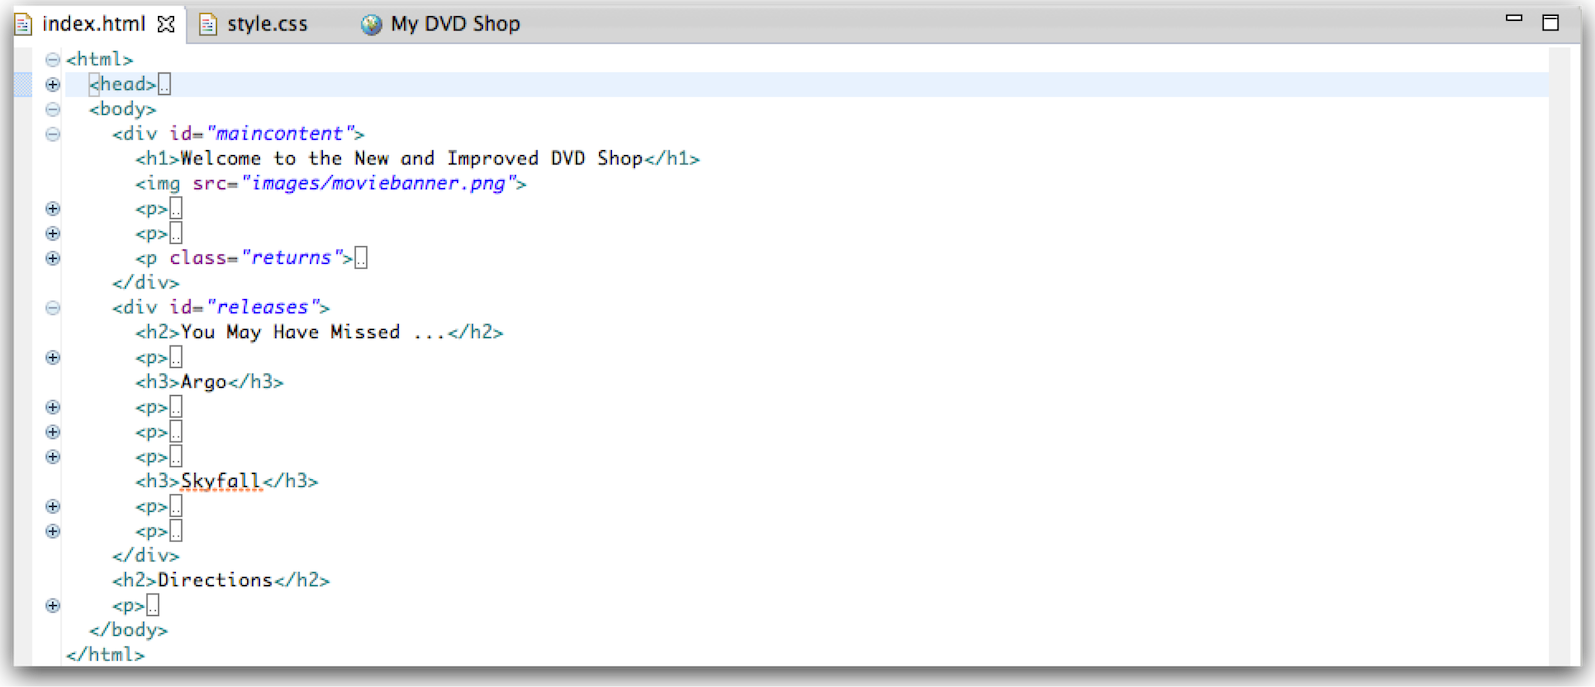 index.html style.css My DVD Shop
<html>
<head>..
<body>
<div id="maincontent">
<h1>Welcome to the New and Improved DVD Shop</h1>
<img src="images/moviebanner.png">
<p>..
<p>..
<p class="returns">..
</div>
<div id="releases">
<h2>You May Have Missed ...</h2>
<p>..
<h3>Argo</h3>
<p>..
<p>..
<p>..
<h3>Skyfall</h3>
<p>..
<p>..
</div>
<h2>Directions</h2>
<p>..
</body>
</html>